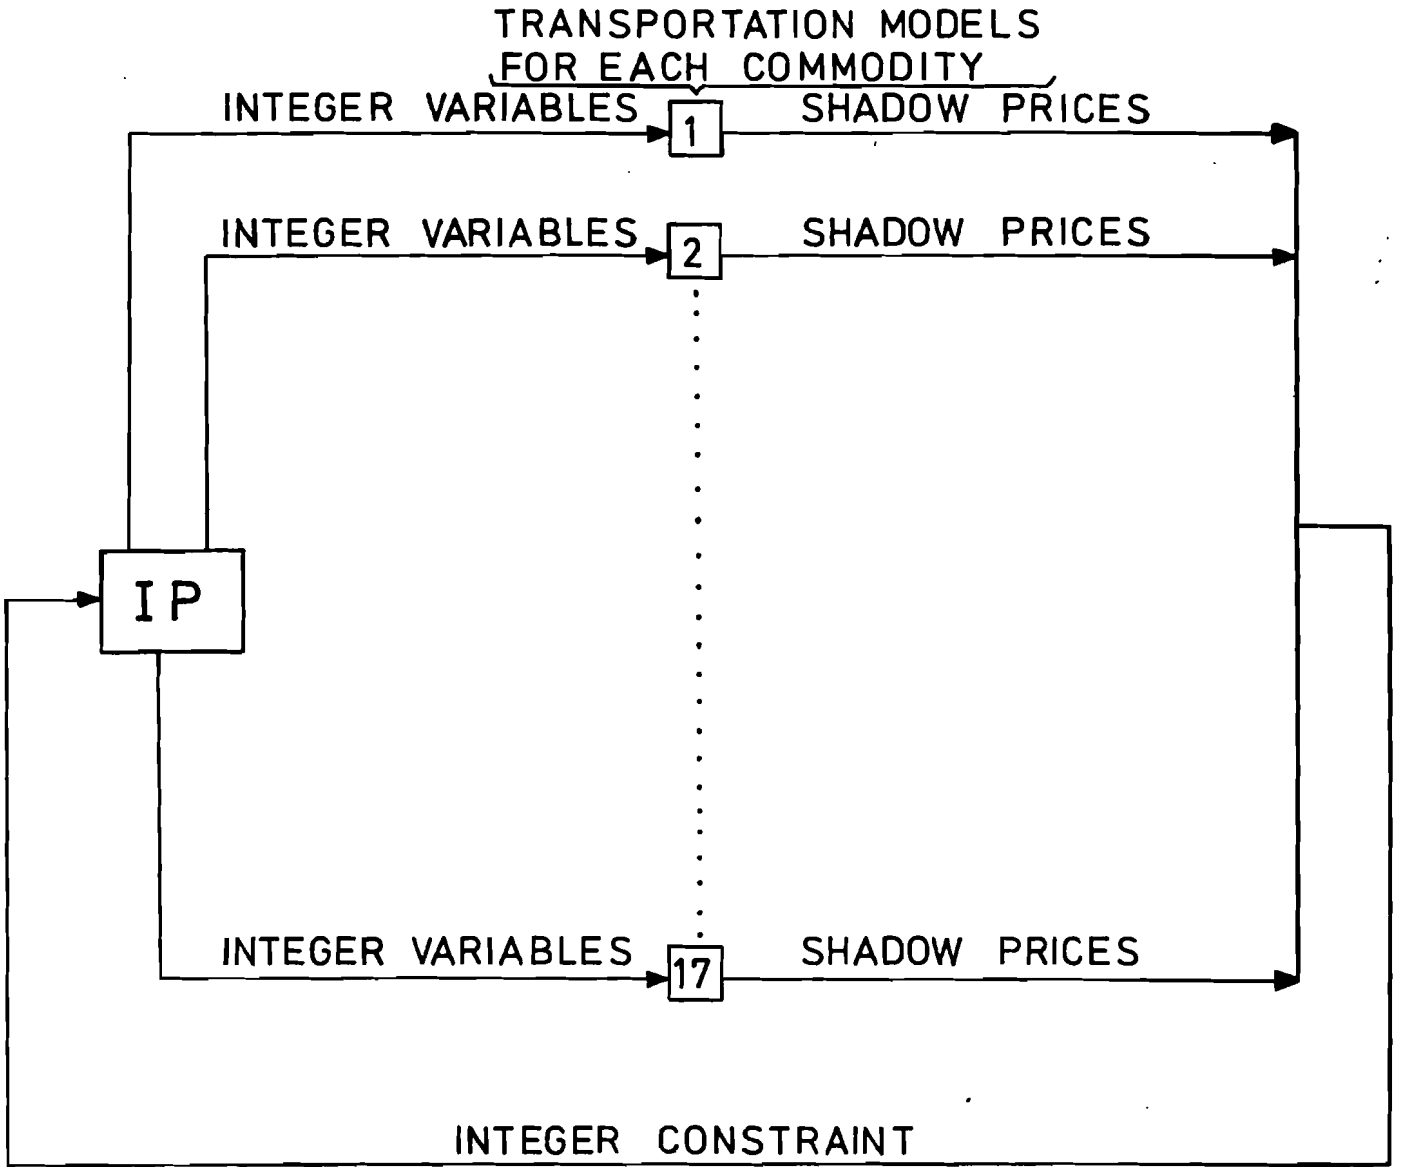 TRANSPORTATION MODELS
FOR EACH COMMODITY
INTEGER VARIABLES 1 SHADOW PRICES
INTEGER VARIABLES 2 SHADOW PRICES
IP
INTEGER VARIABLES 17 SHADOW PRICES
INTEGER CONSTRAINT